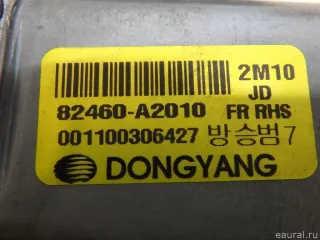 2M10
JD
82460-A2010 FR RHS
001100306427 방승범 7
DONGYANG
eaural.ru